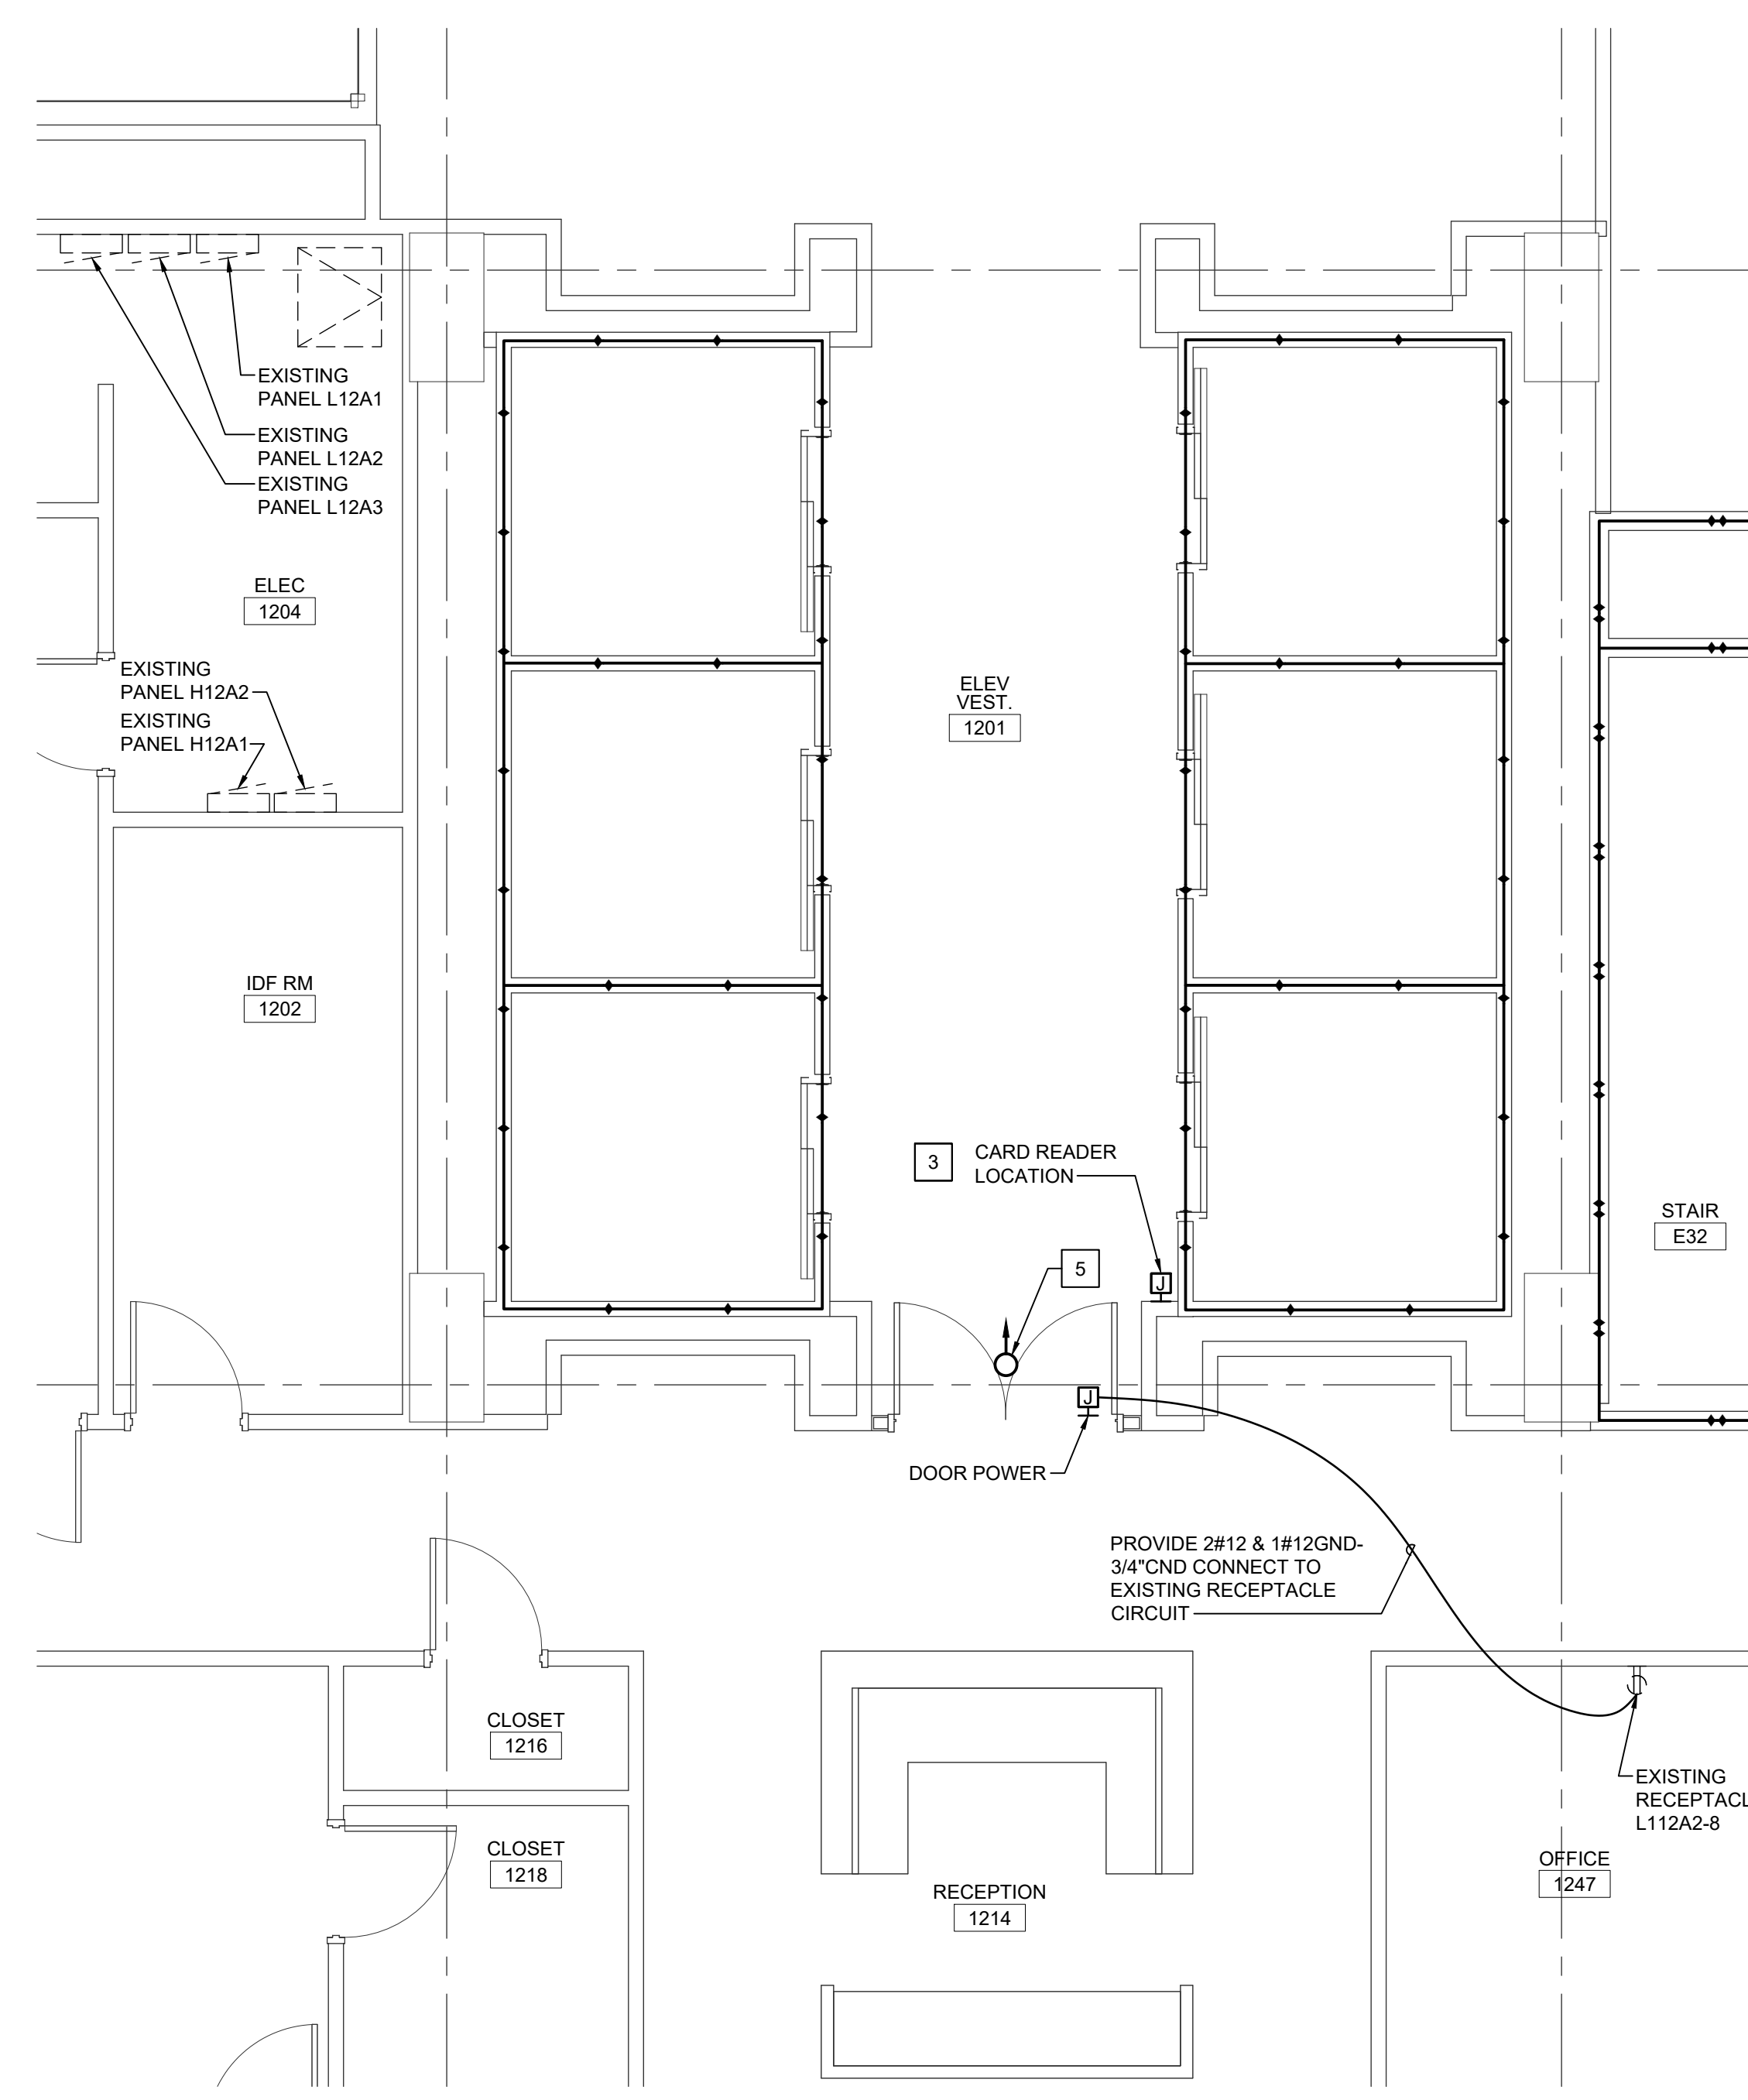 EXISTING
PANEL L12A1
EXISTING
PANEL L12A2
EXISTING
PANEL L12A3
ELEC
1204
EXISTING
PANEL H12A2
EXISTING
PANEL H12A1
ELEV
VEST.
1201
IDF RM
1202
3
CARD READER
LOCATION
J
5
STAIR
E32
J
DOOR POWER
PROVIDE 2#12 & 1#12GND-
3/4"CND CONNECT TO
EXISTING RECEPTACLE
CIRCUIT
CLOSET
1216
EXISTING
RECEPTACL
L112A2-8
CLOSET
1218
OFFICE
1247
RECEPTION
1214